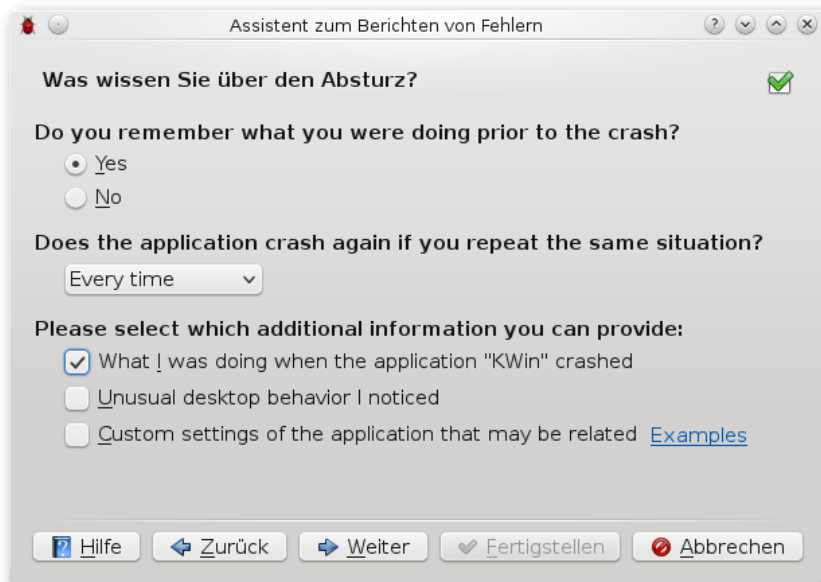 Assistent zum Berichten von Fehlern
Was wissen Sie über den Absturz?
Do you remember what you were doing prior to the crash?
Yes
No
Does the application crash again if you repeat the same situation?
Every time
Please select which additional information you can provide:
What I was doing when the application "KWin" crashed
Unusual desktop behavior I noticed
Custom settings of the application that may be related Examples
Hilfe Zurück Weiter Fertigstellen Abbrechen